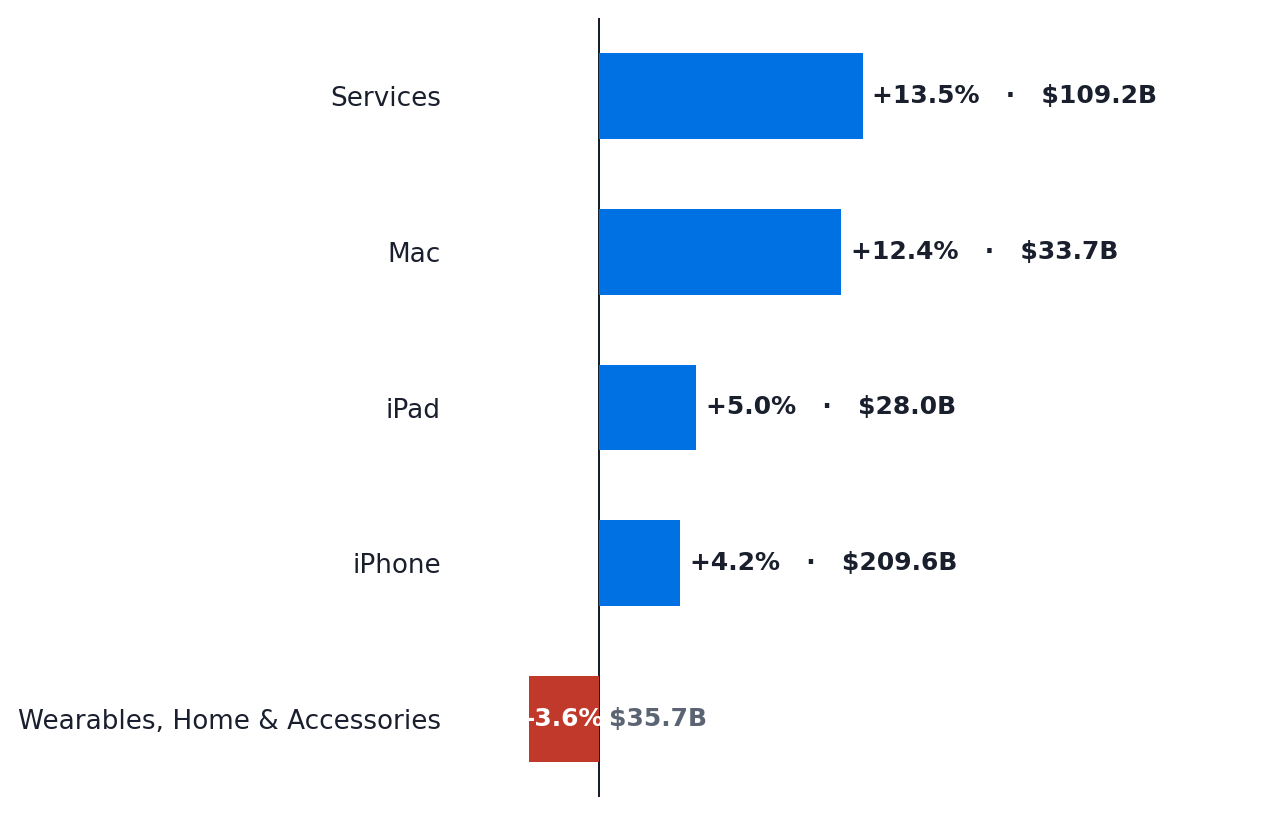 Services +13.5% · $109.2B
Mac +12.4% · $33.7B
iPad +5.0% · $28.0B
iPhone +4.2% · $209.6B
Wearables, Home & Accessories -3.6% $35.7B